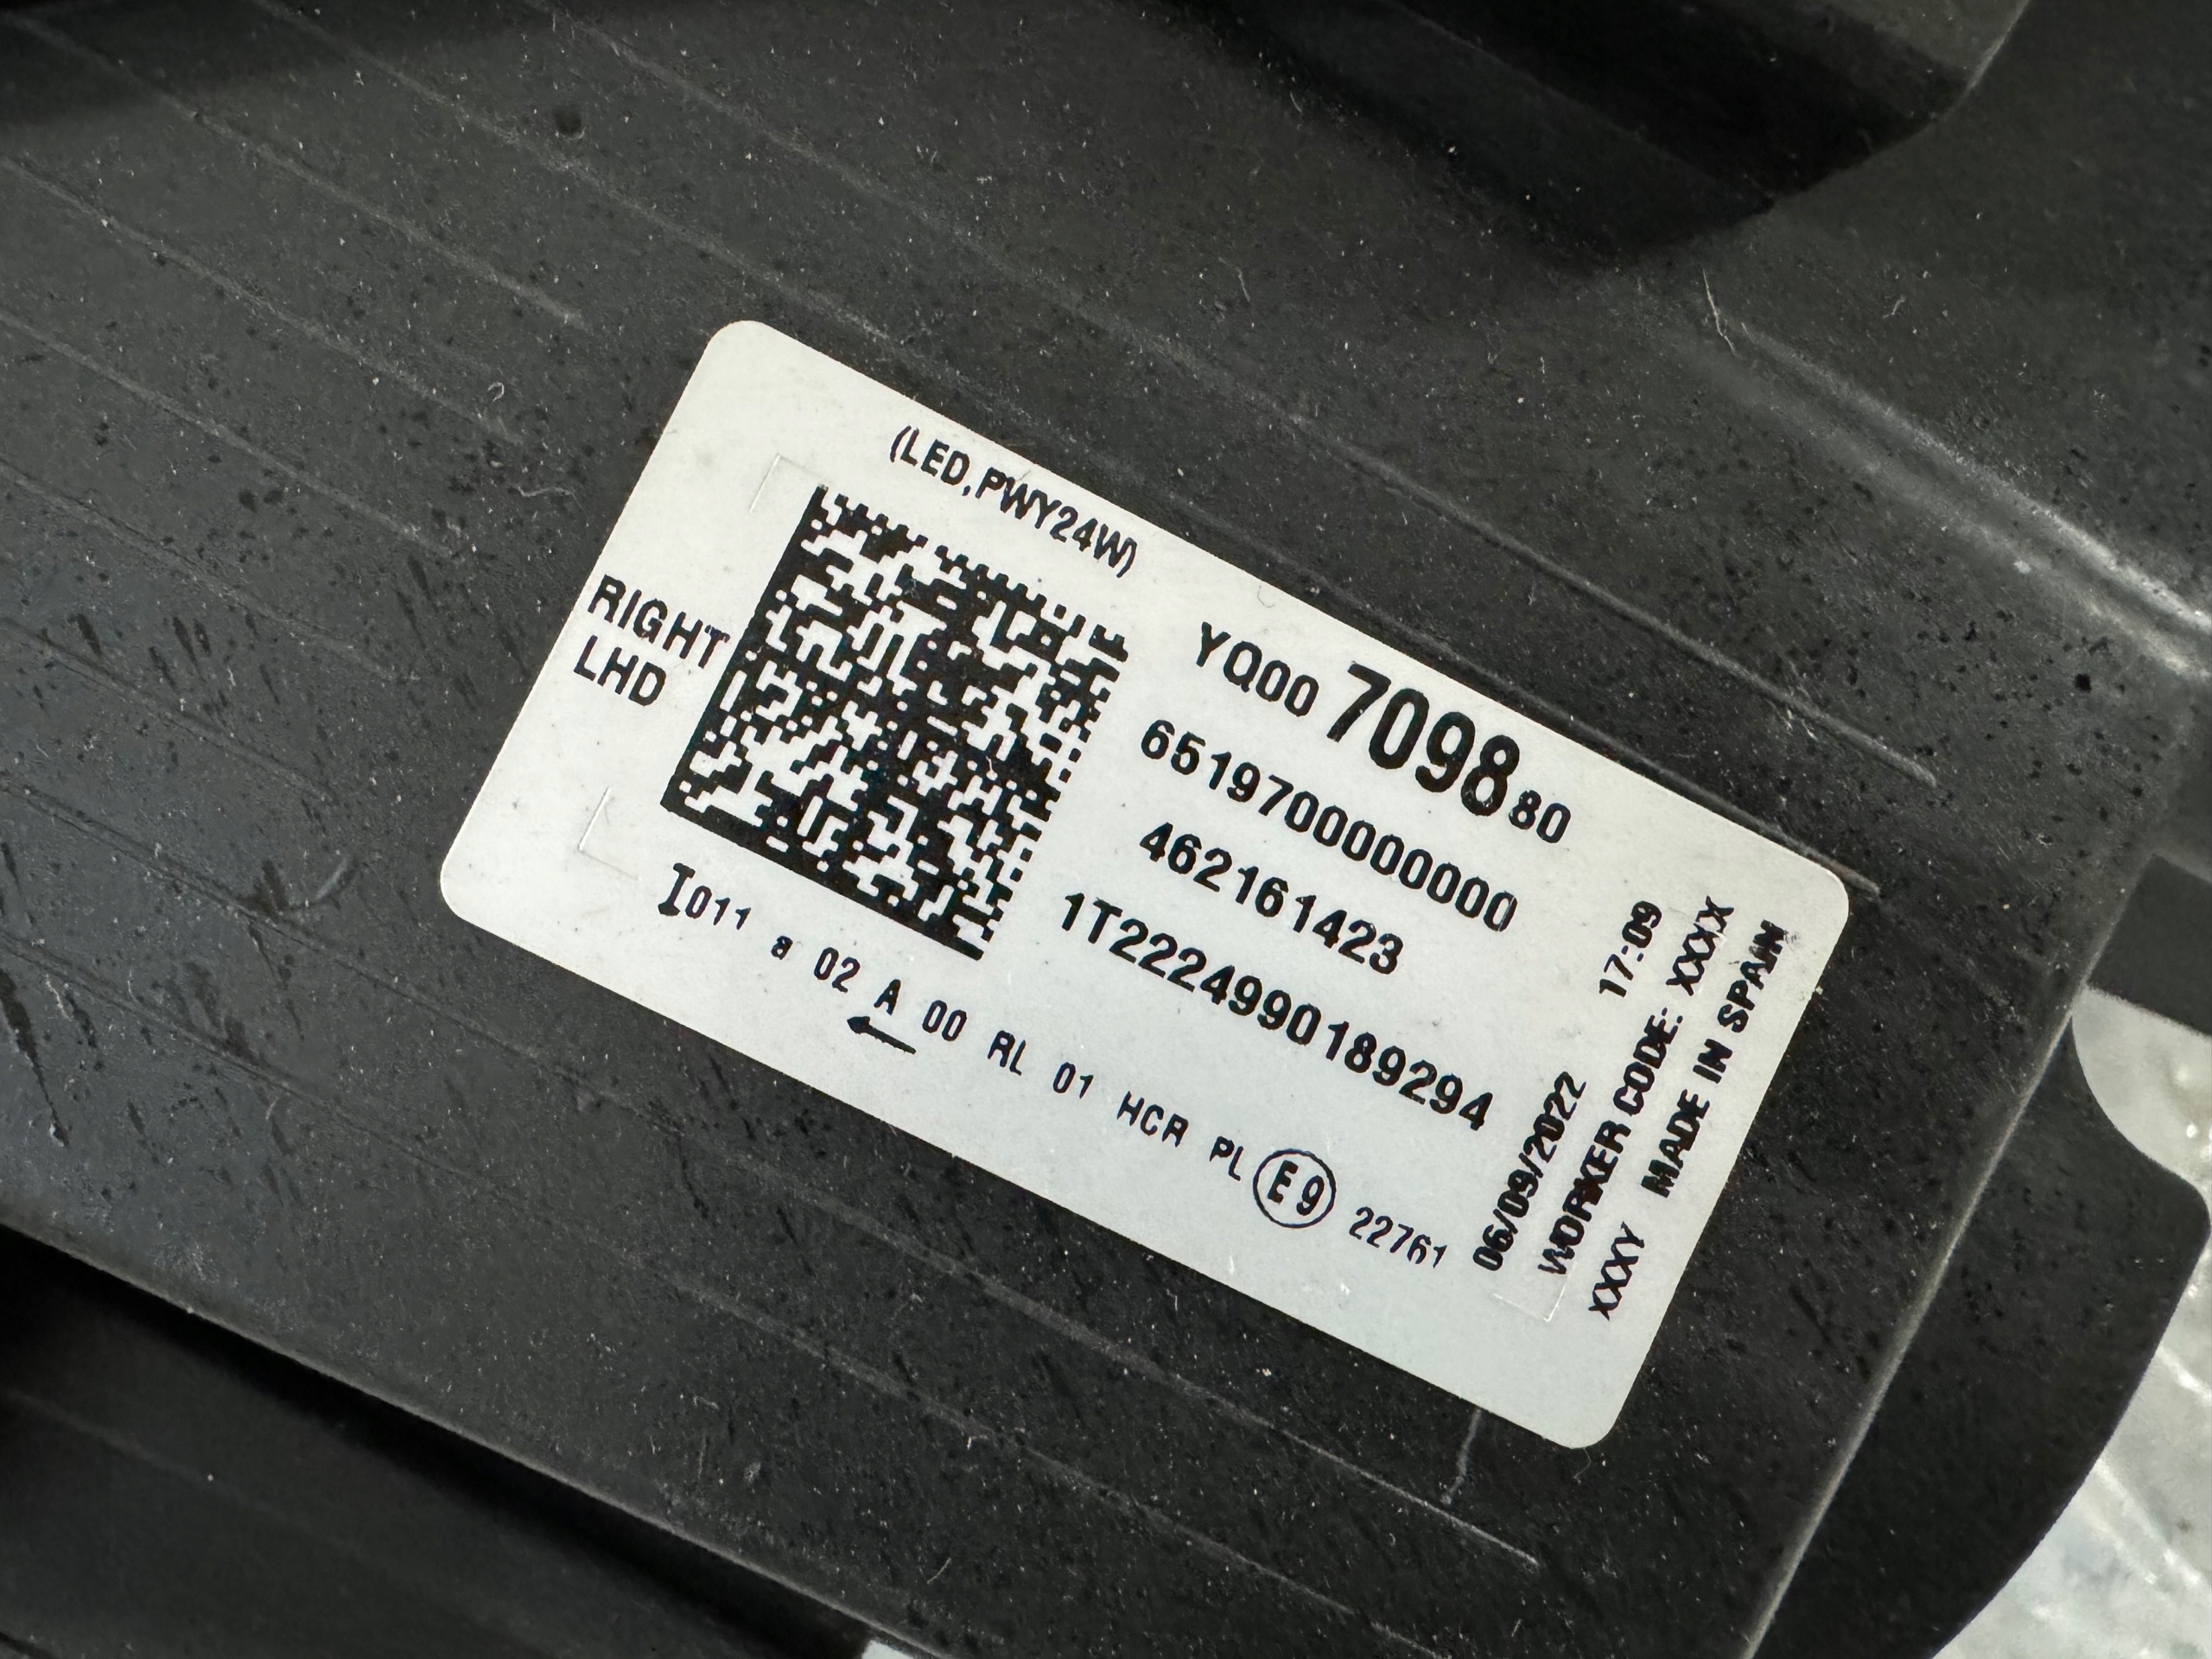 (LED,PWY24W)
RIGHT
LHD
YQ00 7098 80
651970000000
462161423
1T2224990189294
I011 a 02 A 00 RL 01 HCR PL E9 22761
←
06/09/2022 17:09
WORKER CODE: XXXX
XXXY MADE IN SPAIN